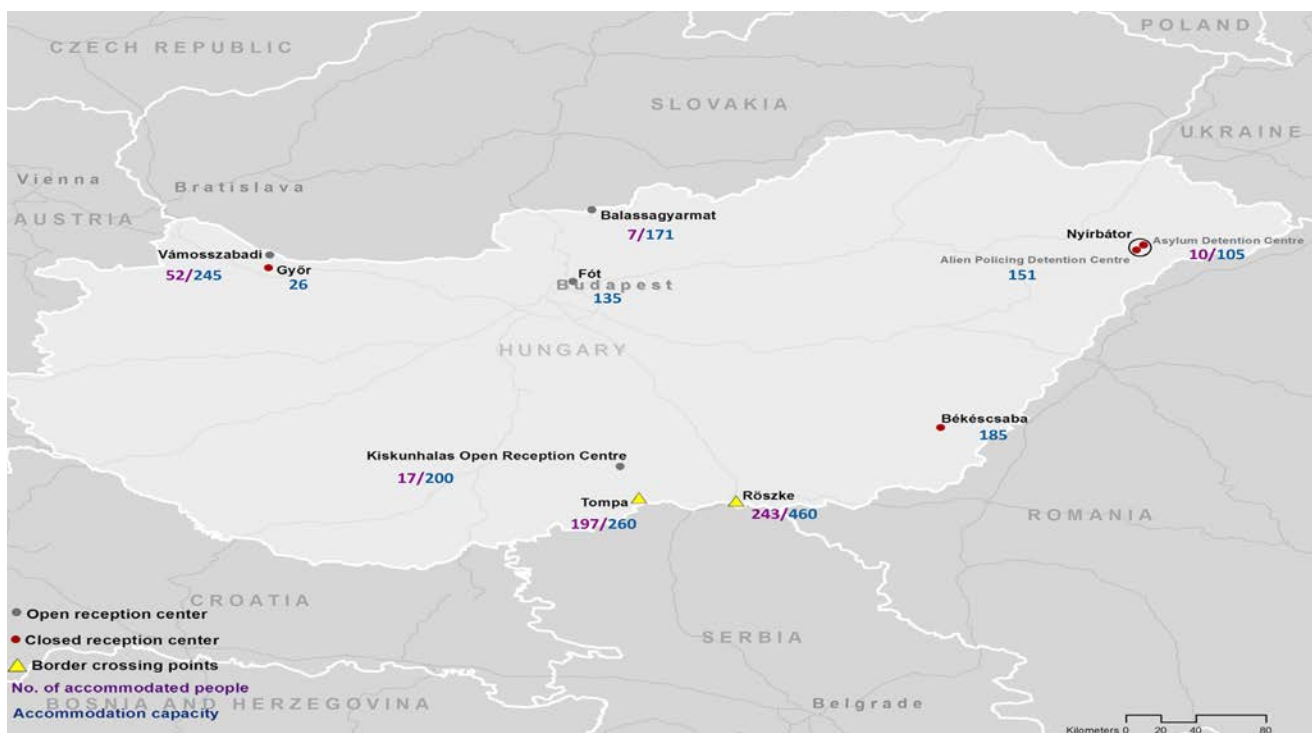 POLAND
CZECH REPUBLIC
SLOVAKIA
UKRAINE
Vienna
Bratislava
AUSTRIA
Balassagyarmat
7/171
Nyírbátor
Asylum Detention Centre
10/105
Alien Policing Detention Centre
151
Vámosszabadi
52/245
Győr
26
Fót
Budapest
135
HUNGARY
Békéscsaba
185
Kiskunhalas Open Reception Centre
17/200
Tompa
197/260
Röszke
243/460
ROMANIA
CROATIA
SERBIA
Open reception center
Closed reception center
Border crossing points
No. of accommodated people
BOSNIA AND HERZEGOVINA
Accommodation capacity
Belgrade
Kilometers 0 20 40 80